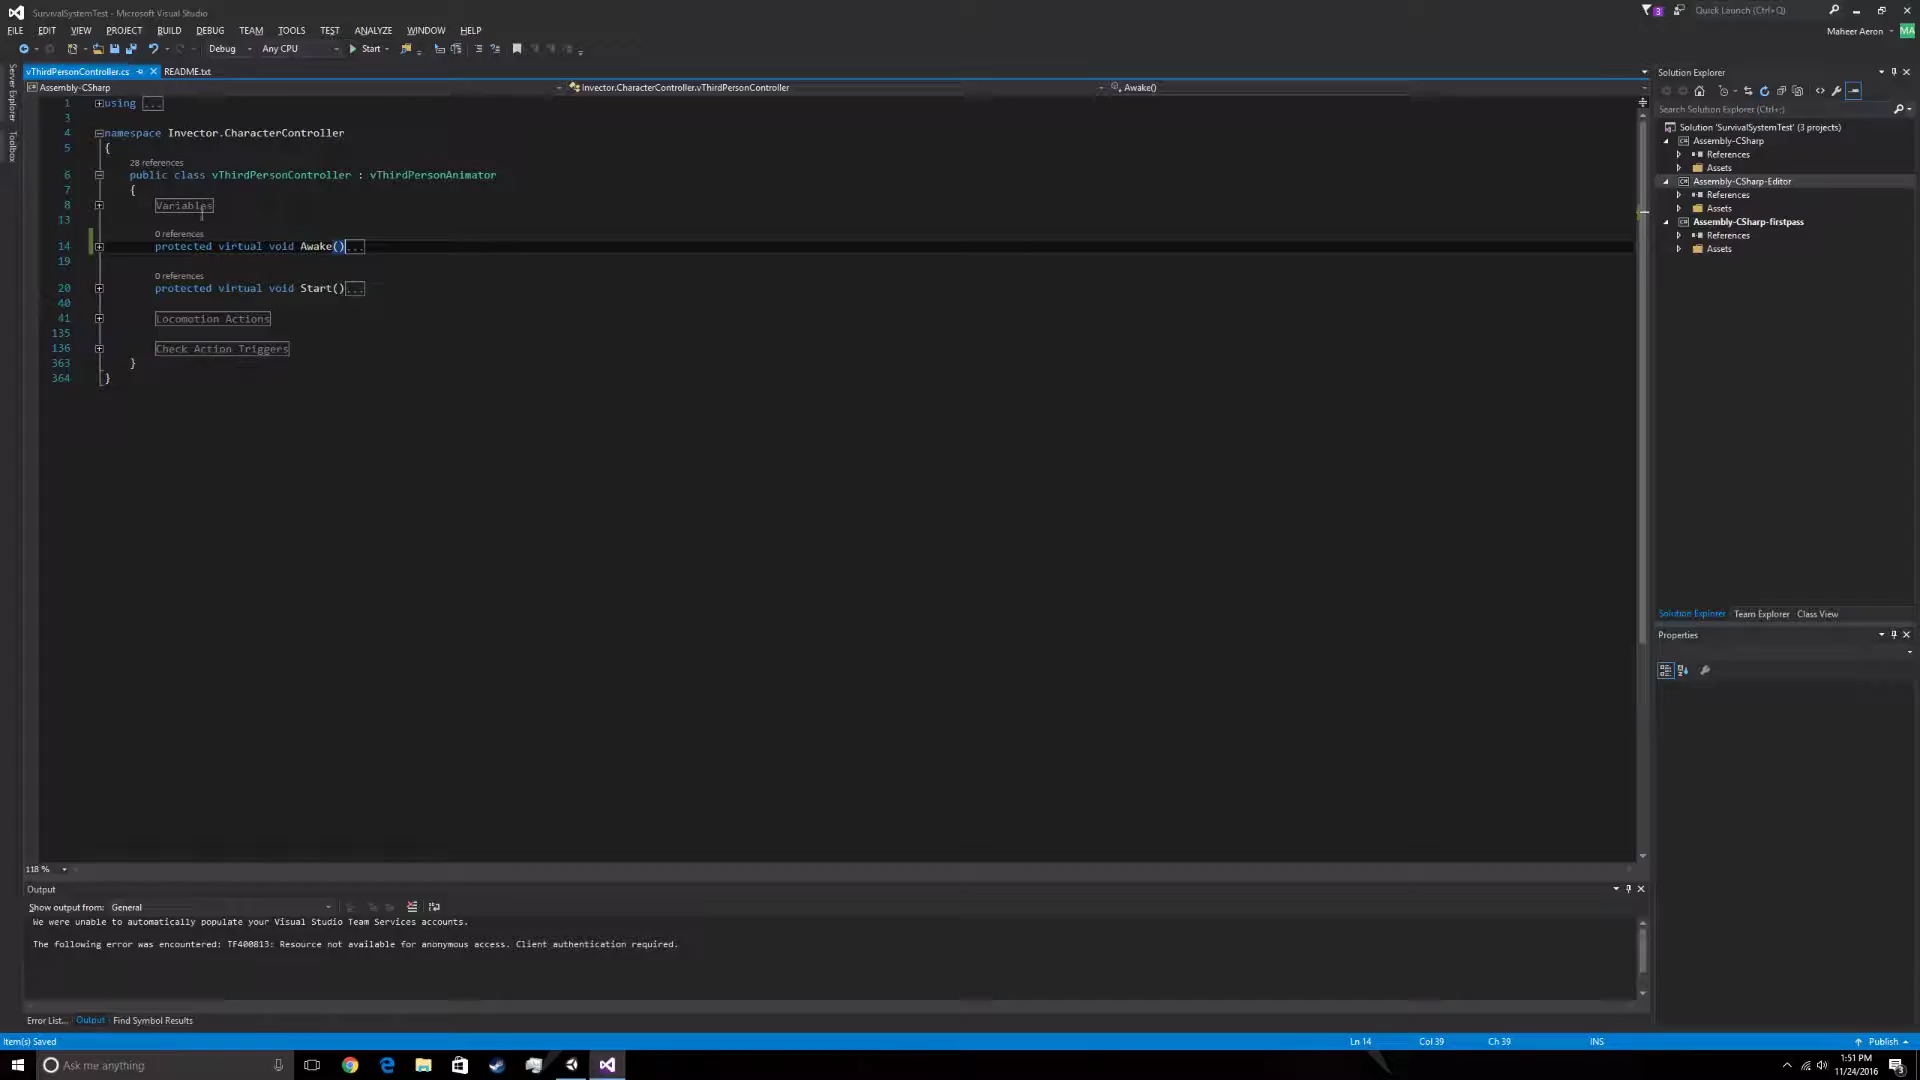 SurvivalSystemTest - Microsoft Visual Studio
3
Quick Launch (Ctrl+Q)
FILE EDIT VIEW PROJECT BUILD DEBUG TEAM TOOLS TEST ANALYZE WINDOW HELP
Maheer Aeron
MA
Debug Any CPU Start
Server Explorer
Toolbox
vThirdPersonController.cs README.txt
Assembly-CSharp Invector.CharacterController.vThirdPersonController Awake()
1 using ...
3
4 namespace Invector.CharacterController
5 {
28 references
6 public class vThirdPersonController : vThirdPersonAnimator
7 {
8 Variables
13
0 references
14 protected virtual void Awake()...
19
0 references
20 protected virtual void Start()...
40
41 Locomotion Actions
135
136 Check Action Triggers
363 }
364 }
Solution Explorer
Search Solution Explorer (Ctrl+;)
Solution 'SurvivalSystemTest' (3 projects)
Assembly-CSharp
References
Assets
Assembly-CSharp-Editor
References
Assets
Assembly-CSharp-firstpass
References
Assets
Solution Explorer Team Explorer Class View
Properties
118 %
Output
Show output from: General
We were unable to automatically populate your Visual Studio Team Services accounts.
The following error was encountered: TF400813: Resource not available for anonymous access. Client authentication required.
Error List... Output Find Symbol Results
Item(s) Saved Ln 14 Col 39 Ch 39 INS Publish
Ask me anything
1:51 PM
11/24/2016
3